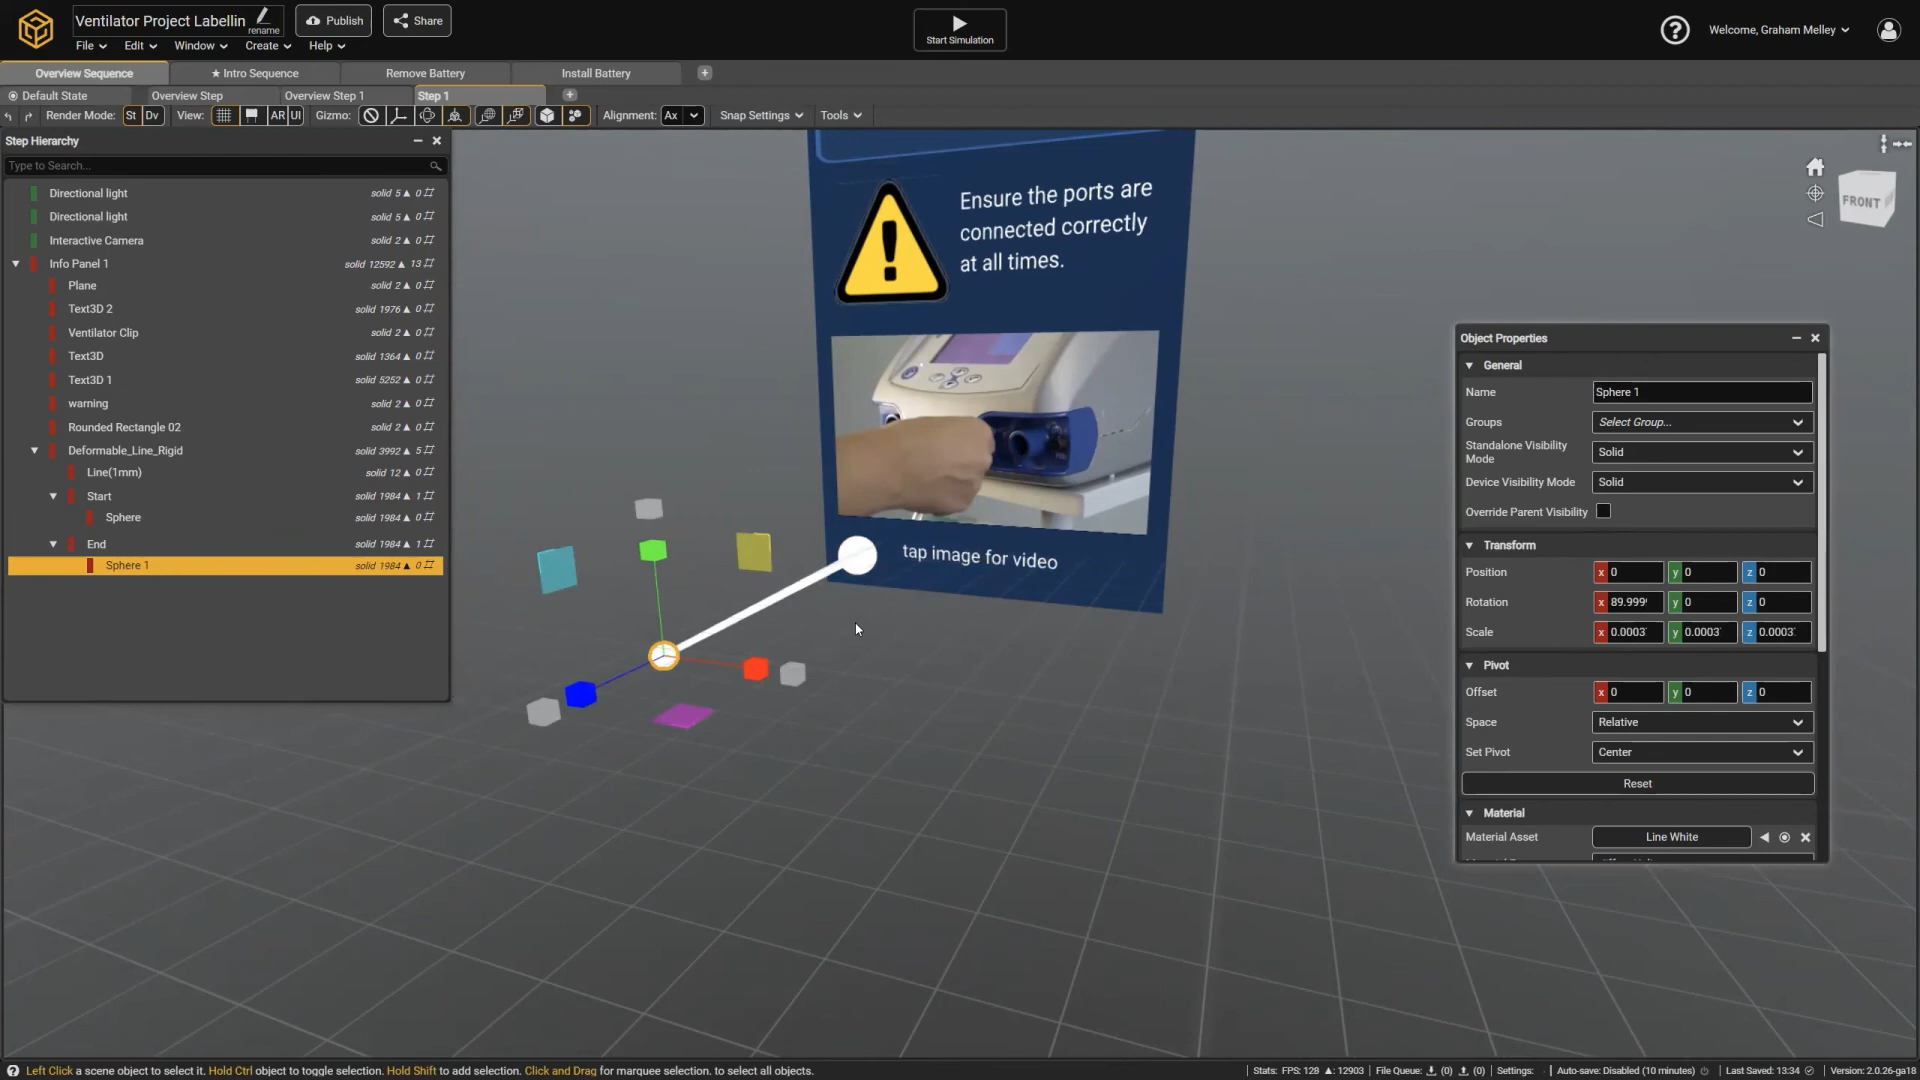 Ventilator Project Labellin
rename
Publish
Share
Start Simulation
Welcome, Graham Melley
File Edit Window Create Help
Overview Sequence ★ Intro Sequence Remove Battery Install Battery +
Default State Overview Step Overview Step 1 Step 1 +
Render Mode: St Dv View: AR UI Gizmo: Alignment: Ax Snap Settings Tools
Step Hierarchy
Type to Search...
Directional light solid 5 ▲ 0
Directional light solid 5 ▲ 0
Interactive Camera solid 2 ▲ 0
Info Panel 1 solid 12592 ▲ 13
Plane solid 2 ▲ 0
Text3D 2 solid 1976 ▲ 0
Ventilator Clip solid 2 ▲ 0
Text3D solid 1364 ▲ 0
Text3D 1 solid 5252 ▲ 0
warning solid 2 ▲ 0
Rounded Rectangle 02 solid 2 ▲ 0
Deformable_Line_Rigid solid 3992 ▲ 5
Line(1mm) solid 12 ▲ 0
Start solid 1984 ▲ 1
Sphere solid 1984 ▲ 0
End solid 1984 ▲ 1
Sphere 1 solid 1984 ▲ 0
Ensure the ports are
connected correctly
at all times.
tap image for video
FRONT
Object Properties
General
Name Sphere 1
Groups Select Group...
Standalone Visibility
Mode Solid
Device Visibility Mode Solid
Override Parent Visibility
Transform
Position x 0 y 0 z 0
Rotation x 89.999 y 0 z 0
Scale x 0.0003 y 0.0003 z 0.0003
Pivot
Offset x 0 y 0 z 0
Space Relative
Set Pivot Center
Reset
Material
Material Asset Line White
Left Click a scene object to select it. Hold Ctrl object to toggle selection. Hold Shift to add selection. Click and Drag for marquee selection. to select all objects.
Stats: FPS: 128 ▲: 12903 File Queue: (0) (0) Settings: Auto-save: Disabled (10 minutes) Last Saved: 13:34 Version: 2.0.26-ga18